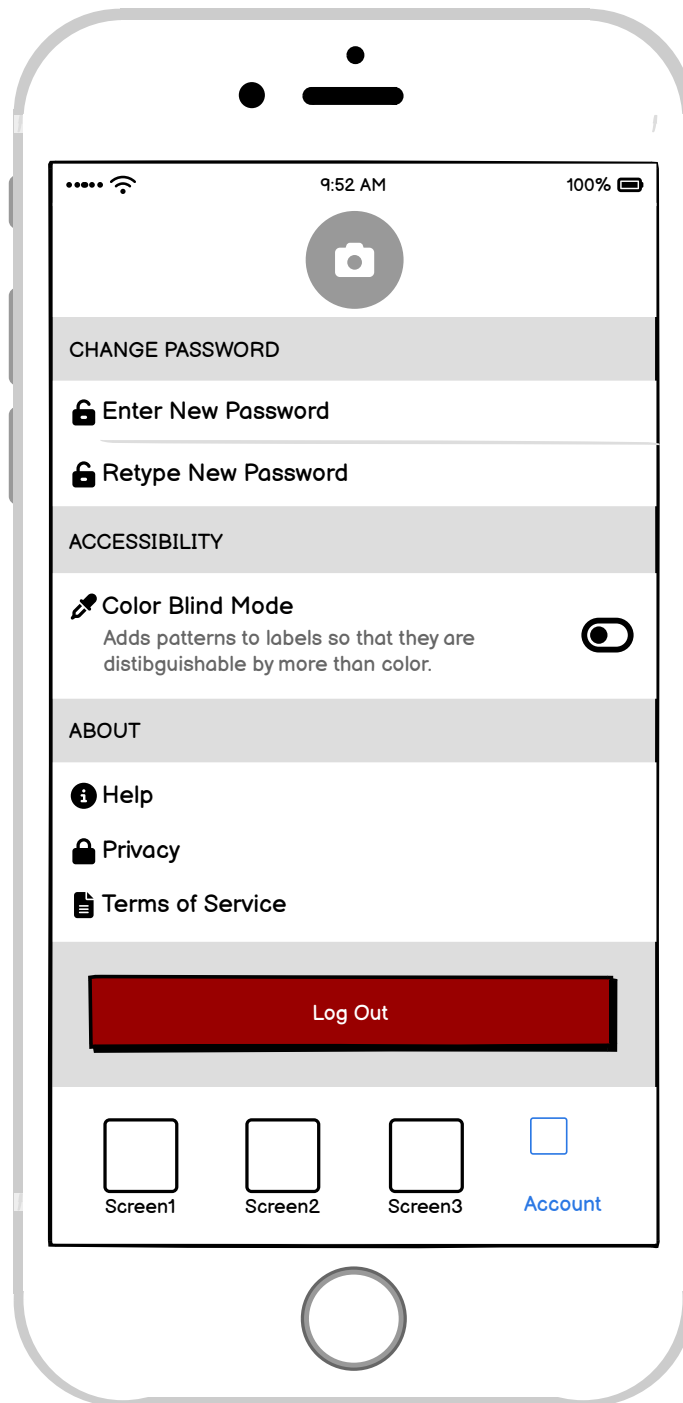 9:52 AM
100%
CHANGE PASSWORD
Enter New Password
Retype New Password
ACCESSIBILITY
Color Blind Mode
Adds patterns to labels so that they are
distibguishable by more than color.
ABOUT
Help
Privacy
Terms of Service
Log Out
Screen1
Screen2
Screen3
Account